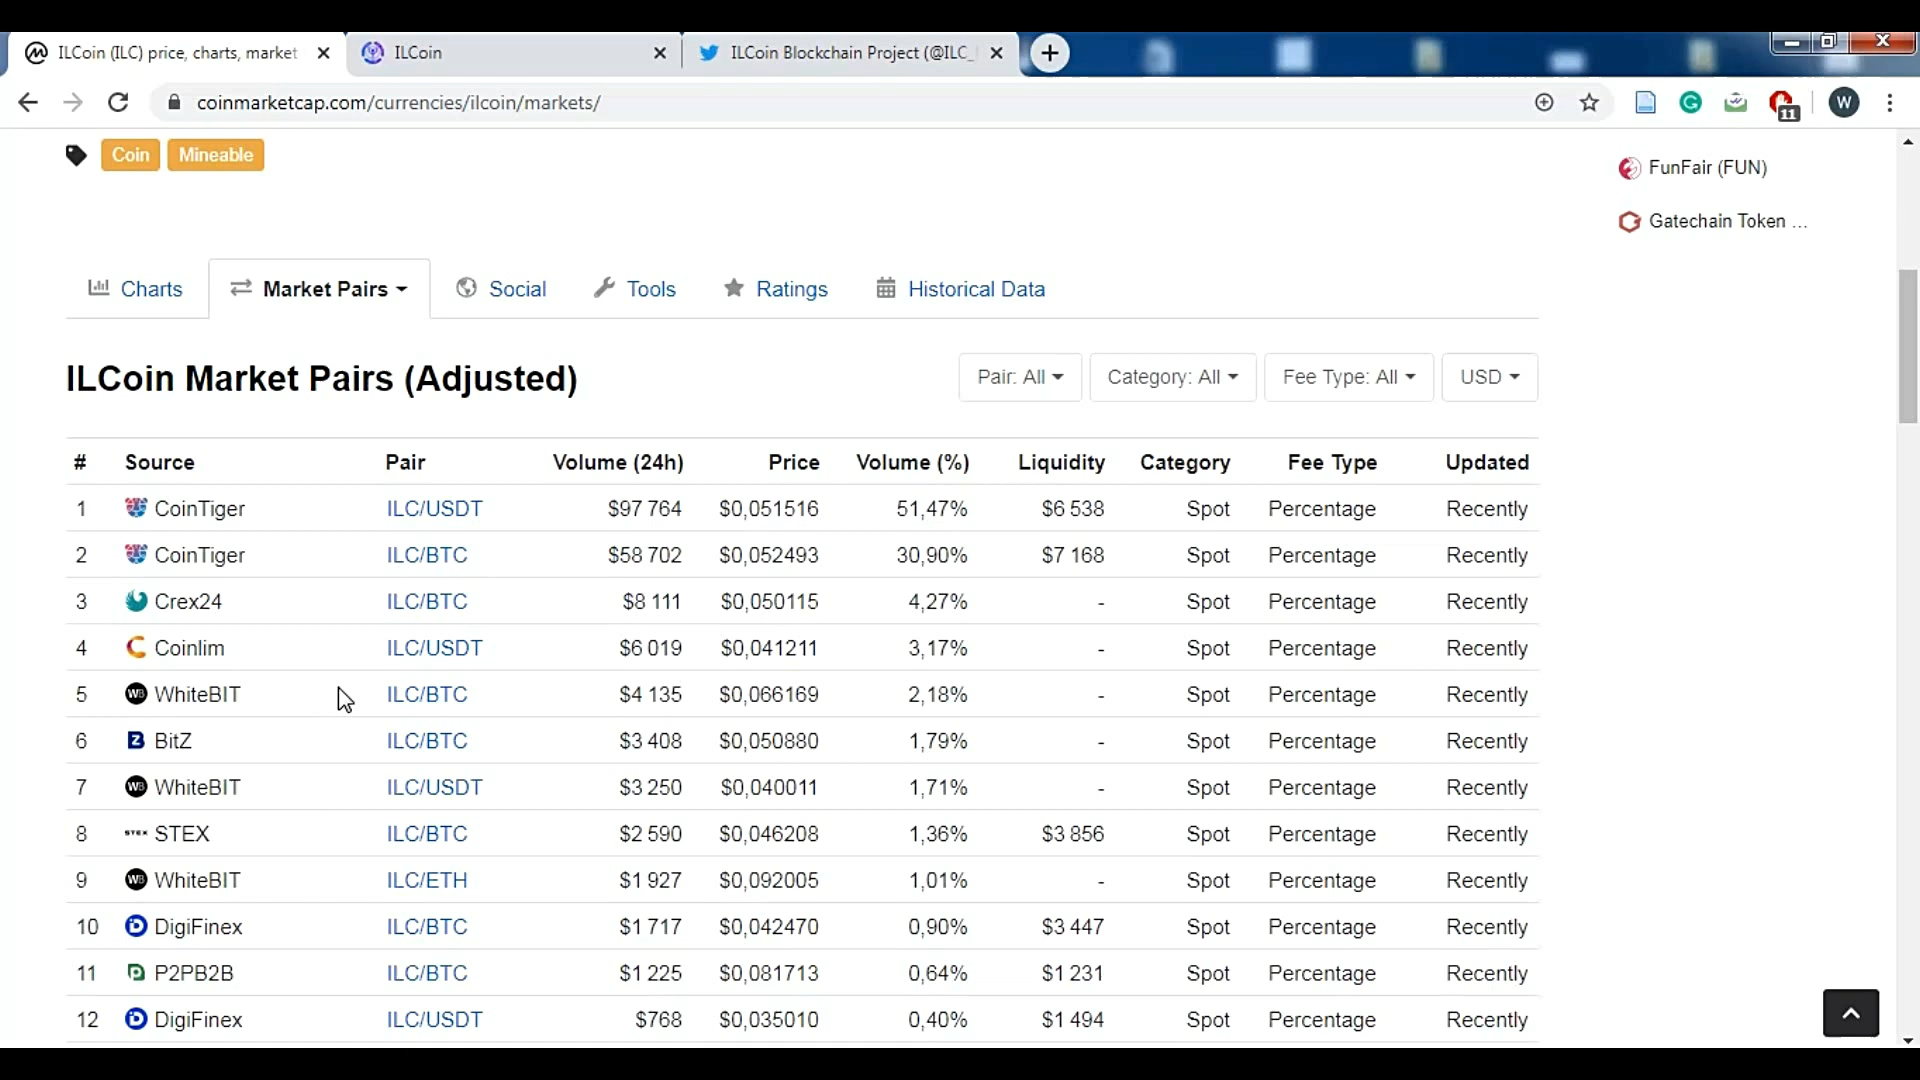 ILCoin (ILC) price, charts, market
ILCoin
ILCoin Blockchain Project (@ILC_
coinmarketcap.com/currencies/ilcoin/markets/
11
W
Coin
Mineable
FunFair (FUN)
Gatechain Token ...
Charts
Market Pairs
Social
Tools
Ratings
Historical Data
ILCoin Market Pairs (Adjusted)
Pair: All
Category: All
Fee Type: All
USD
# Source Pair Volume (24h) Price Volume (%) Liquidity Category Fee Type Updated
1 CoinTiger ILC/USDT $97 764 $0,051516 51,47% $6 538 Spot Percentage Recently
2 CoinTiger ILC/BTC $58 702 $0,052493 30,90% $7 168 Spot Percentage Recently
3 Crex24 ILC/BTC $8 111 $0,050115 4,27% - Spot Percentage Recently
4 Coinlim ILC/USDT $6 019 $0,041211 3,17% - Spot Percentage Recently
5 WhiteBIT ILC/BTC $4 135 $0,066169 2,18% - Spot Percentage Recently
6 BitZ ILC/BTC $3 408 $0,050880 1,79% - Spot Percentage Recently
7 WhiteBIT ILC/USDT $3 250 $0,040011 1,71% - Spot Percentage Recently
8 STEX STEX ILC/BTC $2 590 $0,046208 1,36% $3 856 Spot Percentage Recently
9 WhiteBIT ILC/ETH $1 927 $0,092005 1,01% - Spot Percentage Recently
10 DigiFinex ILC/BTC $1 717 $0,042470 0,90% $3 447 Spot Percentage Recently
11 P2PB2B ILC/BTC $1 225 $0,081713 0,64% $1 231 Spot Percentage Recently
12 DigiFinex ILC/USDT $768 $0,035010 0,40% $1 494 Spot Percentage Recently